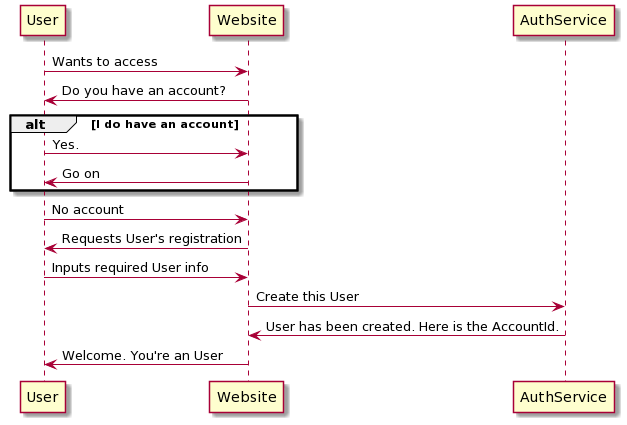 User Website AuthService
Wants to access
Do you have an account?
alt [I do have an account]
Yes.
Go on
No account
Requests User's registration
Inputs required User info
Create this User
User has been created. Here is the AccountId.
Welcome. You're an User
User Website AuthService